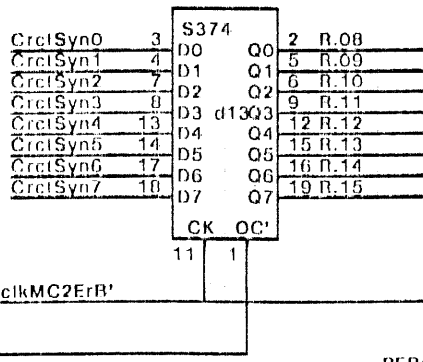 S374
CrctSyn0 3 D0 Q0 2 R.08
CrctSyn1 4 D1 Q1 5 R.09
CrctSyn2 7 D2 Q2 6 R.10
CrctSyn3 8 D3 d13 Q3 9 R.11
CrctSyn4 13 D4 Q4 12 R.12
CrctSyn5 14 D5 Q5 15 R.13
CrctSyn6 17 D6 Q6 16 R.14
CrctSyn7 18 D7 Q7 19 R.15
CK OC'
11 1
clkMC2ErR'